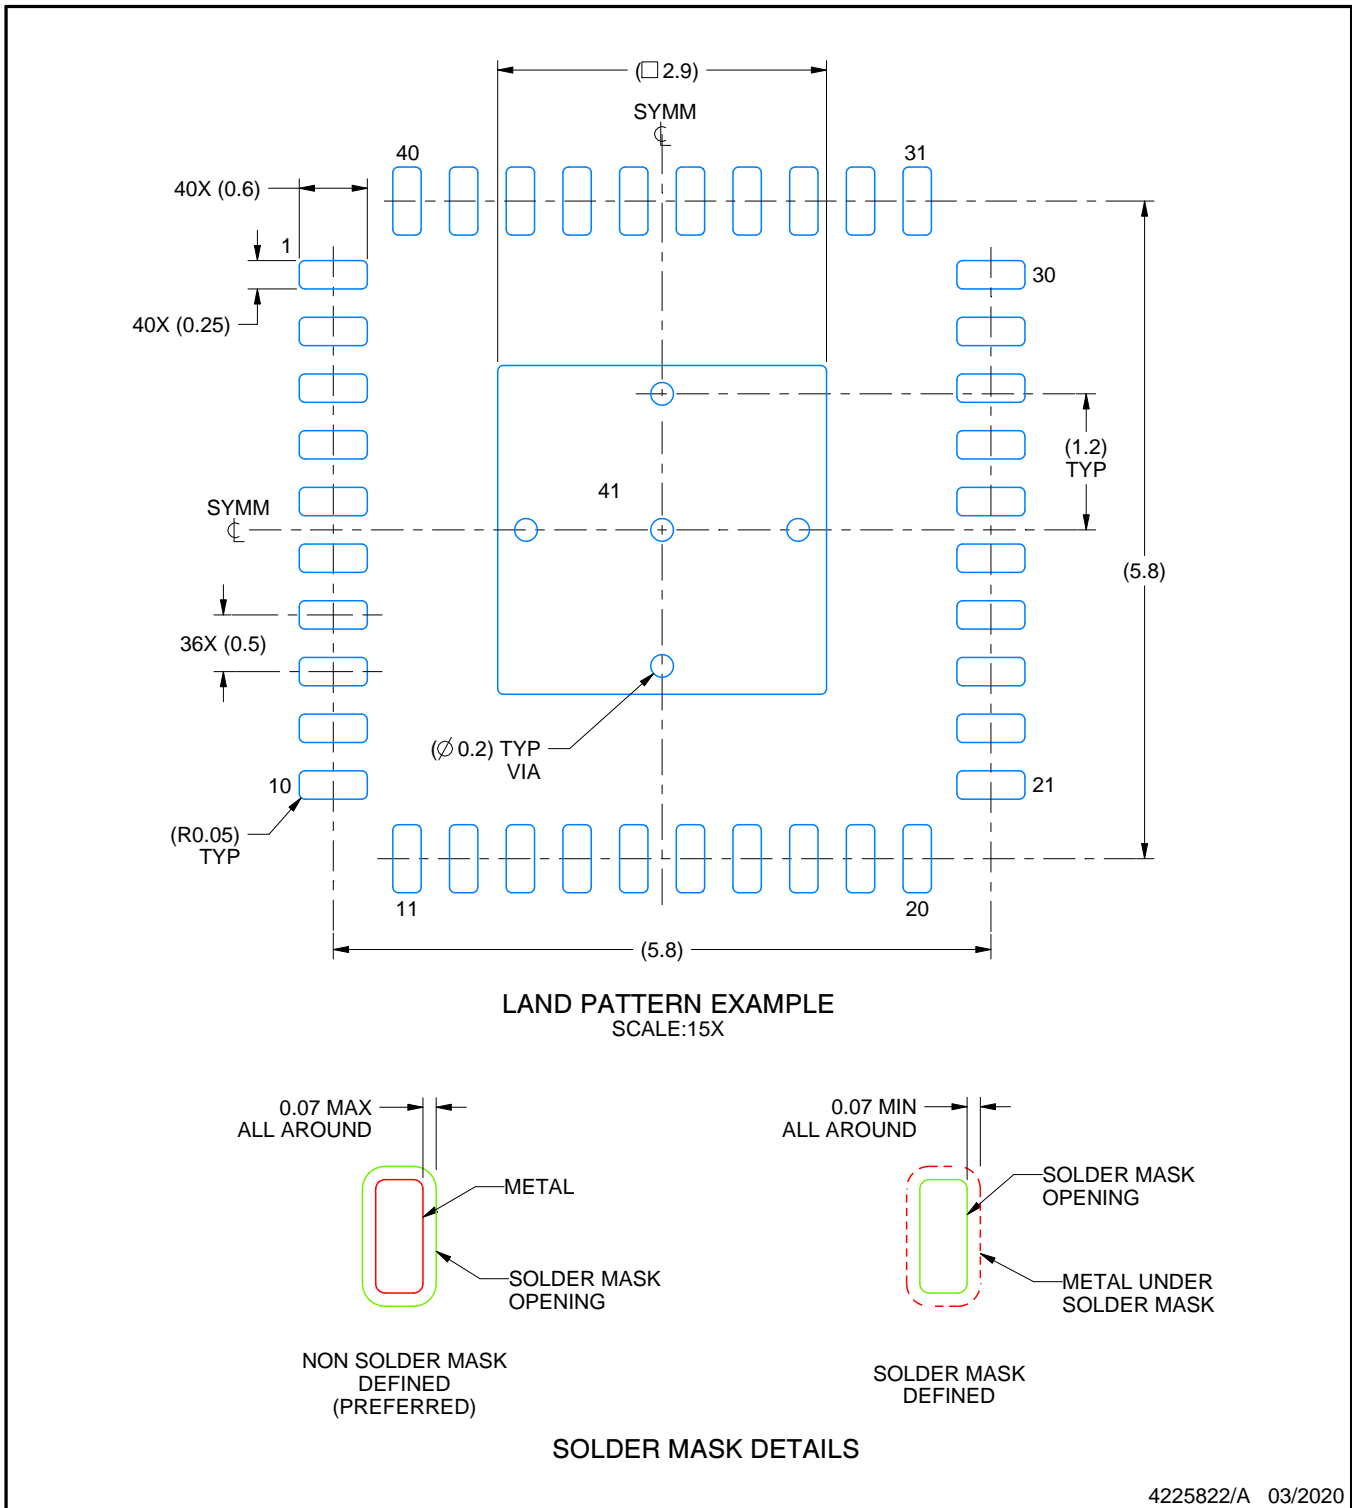 (□ 2.9)
SYMM
℄
40
31
40X (0.6)
1
30
40X (0.25)
(1.2)
TYP
41
SYMM
℄
(5.8)
36X (0.5)
(∅ 0.2) TYP
VIA
10
21
(R0.05)
TYP
11
20
(5.8)
LAND PATTERN EXAMPLE
SCALE:15X
0.07 MAX
ALL AROUND
METAL
SOLDER MASK
OPENING
NON SOLDER MASK
DEFINED
(PREFERRED)
0.07 MIN
ALL AROUND
SOLDER MASK
OPENING
METAL UNDER
SOLDER MASK
SOLDER MASK
DEFINED
SOLDER MASK DETAILS
4225822/A 03/2020